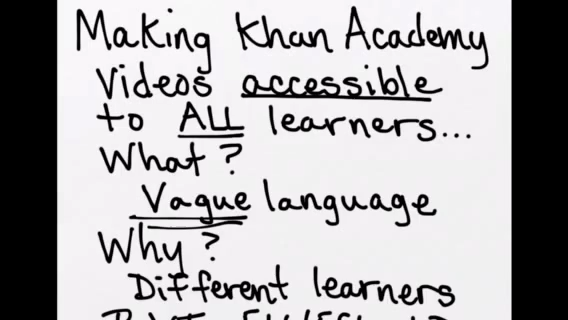 Making Khan Academy
Videos accessible
to ALL learners...
What?
Vague language
Why?
Different learners